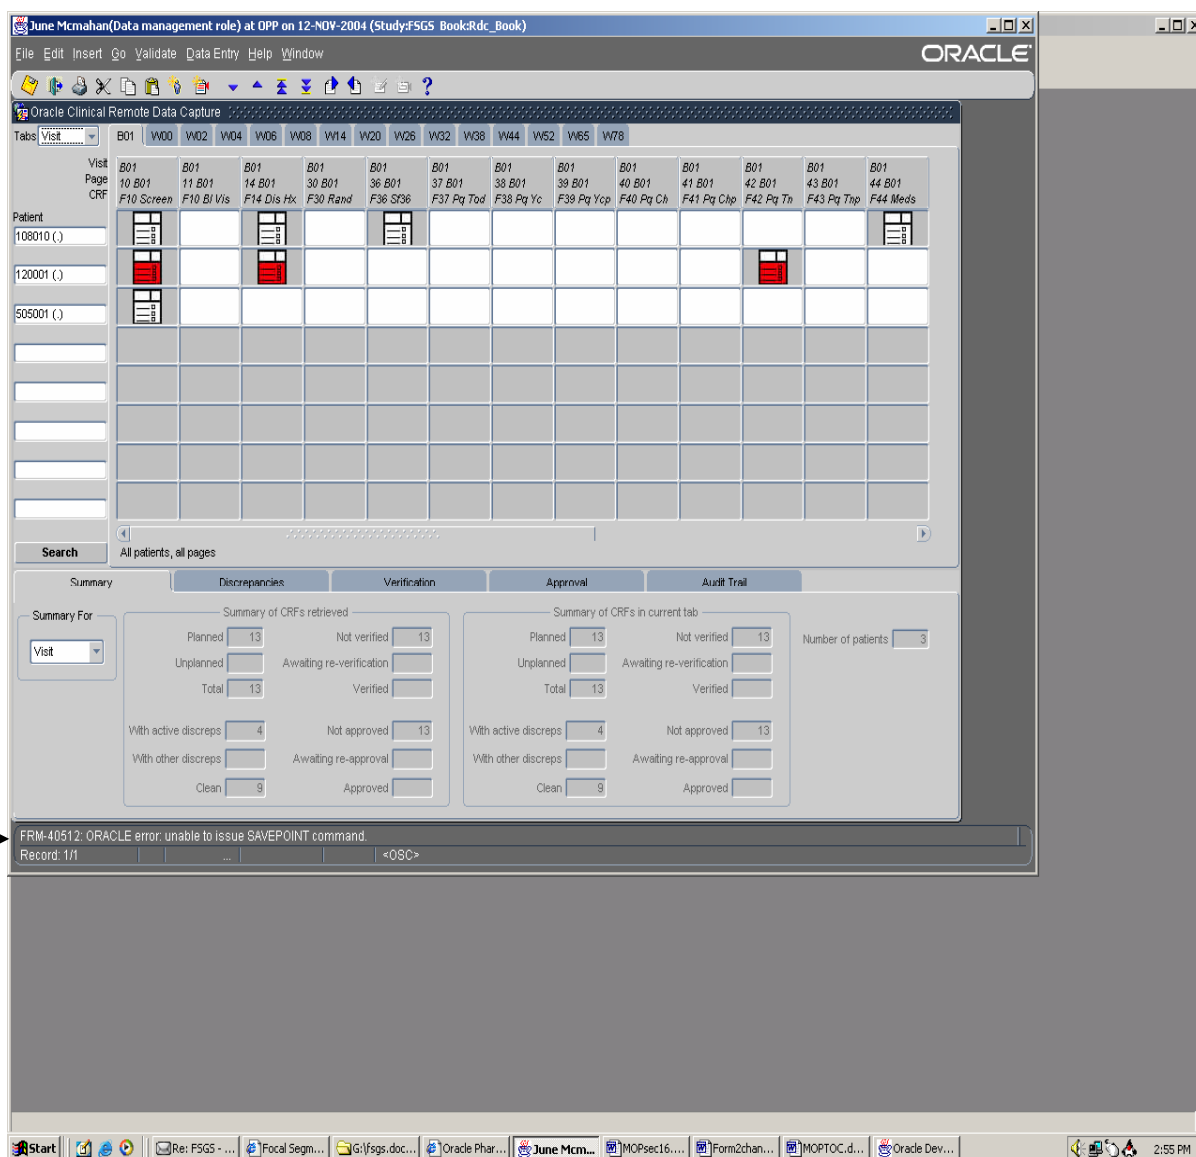 June Mcmahan(Data management role) at OPP on 12-NOV-2004 (Study:FSGS Book:Rdc_Book)
File Edit Insert Go Validate Data Entry Help Window
ORACLE
Oracle Clinical Remote Data Capture
Tabs Visit B01 W00 W02 W04 W06 W08 W14 W20 W26 W32 W38 W44 W52 W65 W78
Visit B01 B01 B01 B01 B01 B01 B01 B01 B01 B01 B01 B01 B01
Page 10 B01 11 B01 14 B01 30 B01 36 B01 37 B01 38 B01 39 B01 40 B01 41 B01 42 B01 43 B01 44 B01
CRF F10 Screen F10 Bl Vis F14 Dis Hx F30 Rand F36 Sf36 F37 Pq Tod F38 Pq Yc F39 Pq Ycp F40 Pq Ch F41 Pq Chp F42 Pq Tn F43 Pq Tnp F44 Meds
Patient
108010 (.)
120001 (.)
505001 (.)
Search All patients, all pages
Summary Discrepancies Verification Approval Audit Trail
Summary For Summary of CRFs retrieved Summary of CRFs in current tab
Visit Planned 13 Not verified 13 Planned 13 Not verified 13 Number of patients 3
Unplanned Awaiting re-verification Unplanned Awaiting re-verification
Total 13 Verified Total 13 Verified
With active discreps 4 Not approved 13 With active discreps 4 Not approved 13
With other discreps Awaiting re-approval With other discreps Awaiting re-approval
Clean 9 Approved Clean 9 Approved
FRM-40512: ORACLE error: unable to issue SAVEPOINT command.
Record: 1/1 ... <OSC>
Start Re: FSGS - ... Focal Segm... G:\fsgs.doc... Oracle Phar... June Mcm... MOPsec16.... Form2chan... MOPTOC.d... Oracle Dev... 2:55 PM